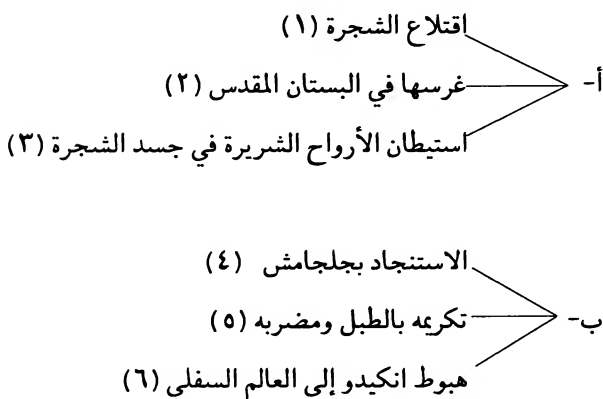 اقتلاع الشجرة (١)
أ- غرسها في البستان المقدس (٢)
استيطان الأرواح الشريرة في جسد الشجرة (٣)
الاستنجاد بجلجامش (٤)
ب- تكريمه بالطبل ومضربه (٥)
هبوط انكيدو إلى العالم السفلي (٦)